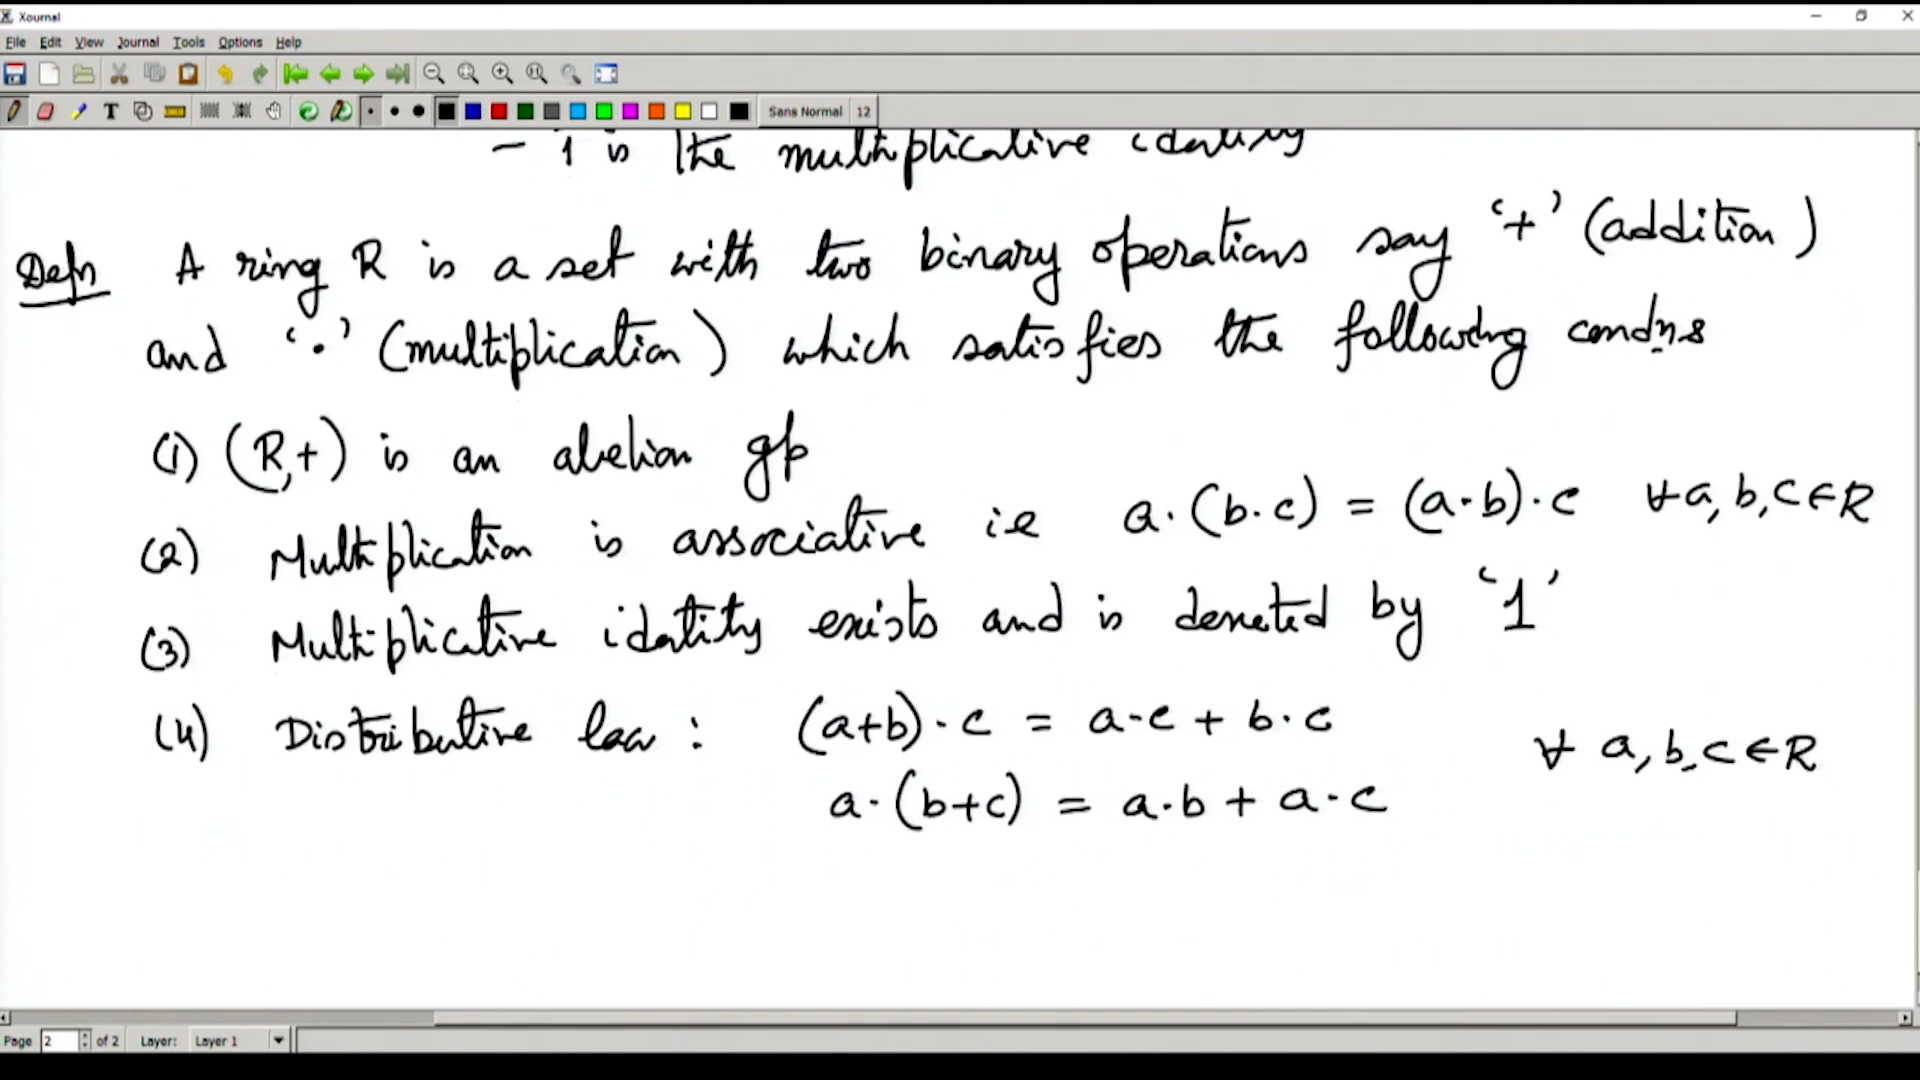 Xournal
File Edit View Journal Tools Options Help
Sans Normal 12
- 1 is the multiplicative identity
Defn A ring R is a set with two binary operations say '+' (addition)
and '·' (multiplication) which satisfies the following condns
(1) (R,+) is an abelian gp
(2) Multiplication is associative ie a·(b·c) = (a·b)·c ∀ a, b, c ∈ R
(3) Multiplicative identity exists and is denoted by '1'
(4) Distributive law : (a+b)·c = a·c + b·c
a·(b+c) = a·b + a·c ∀ a, b, c ∈ R
Page 2 of 2 Layer: Layer 1